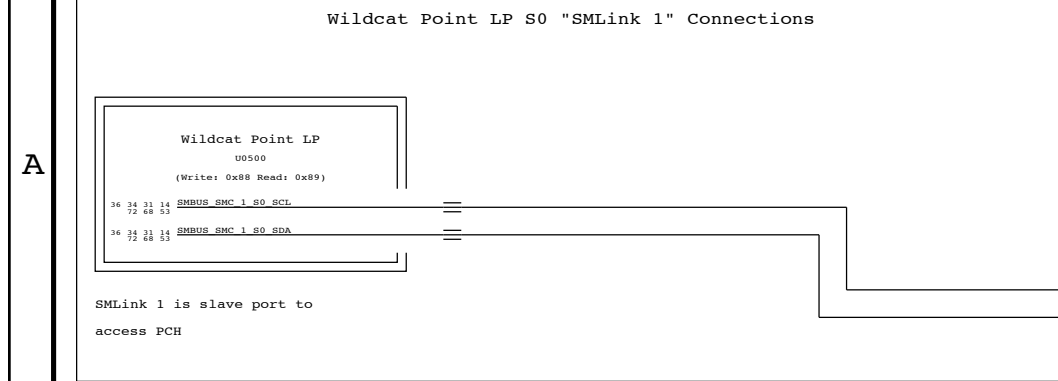 Wildcat Point LP S0 "SMLink 1" Connections
A
Wildcat Point LP
U0500
(Write: 0x88 Read: 0x89)
36 34 31 14 SMBUS_SMC_1_S0_SCL
72 68 53
36 34 31 14 SMBUS_SMC_1_S0_SDA
72 68 53
SMLink 1 is slave port to
access PCH